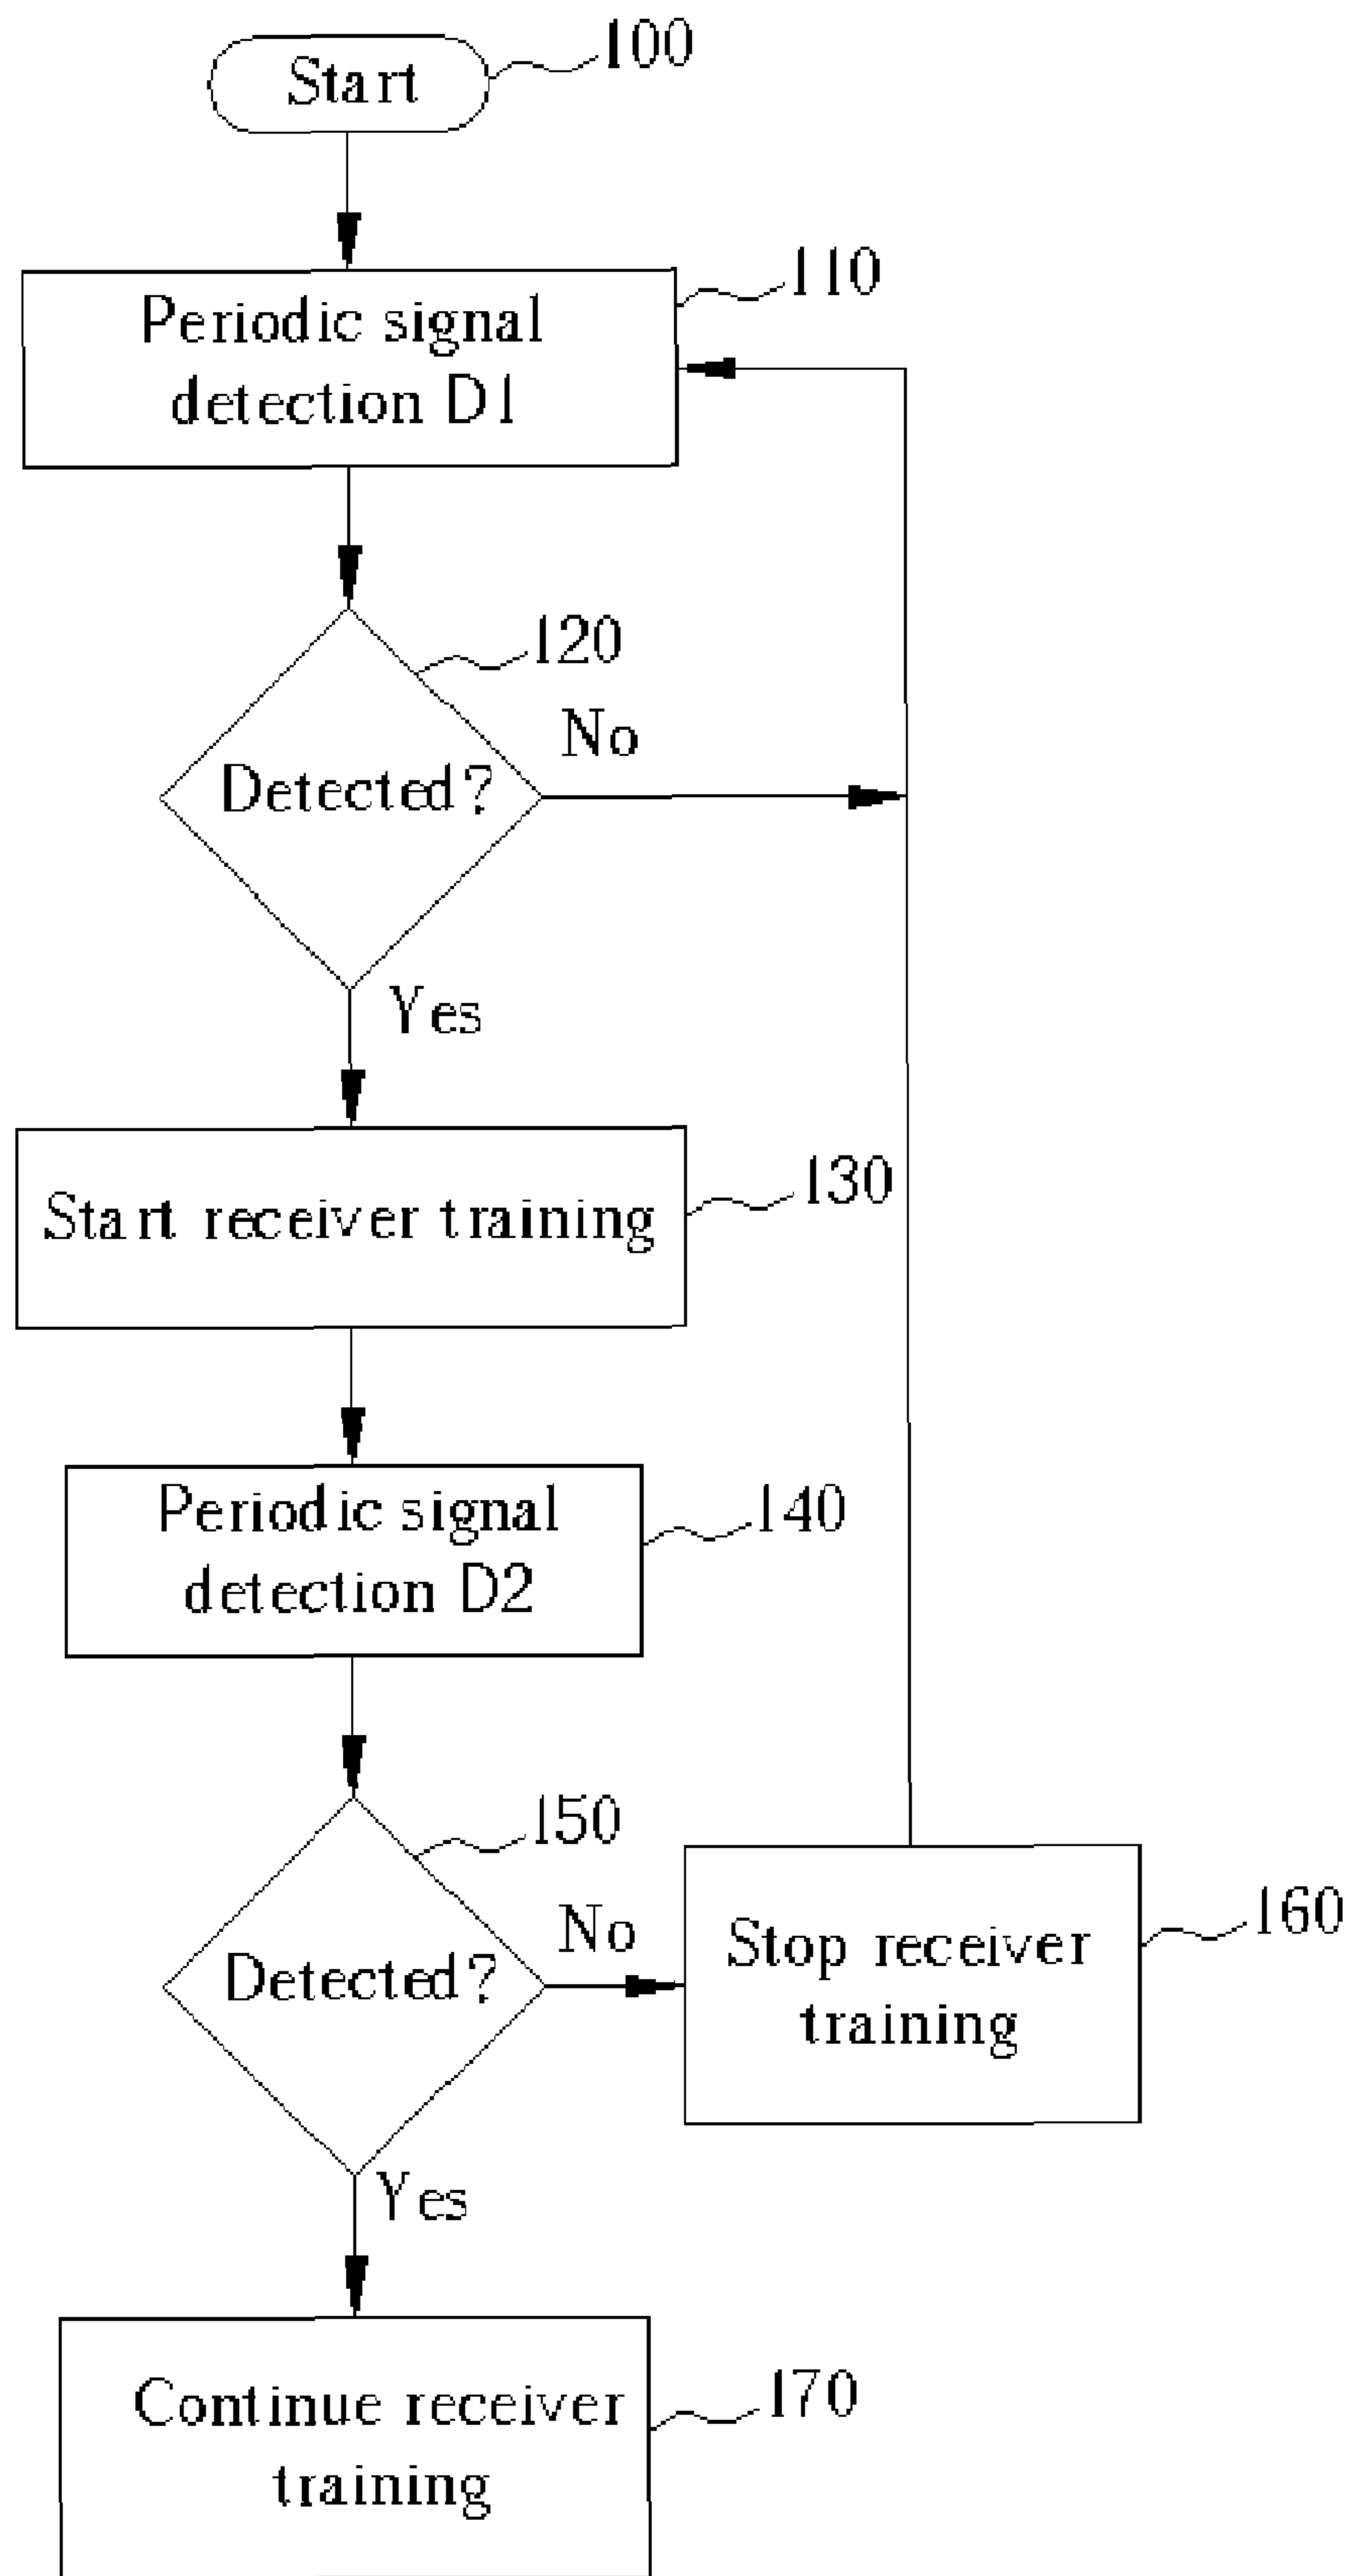 Start
100
Periodic signal
detection D1
110
120
Detected?
No
Yes
Start receiver training
130
Periodic signal
detection D2
140
150
Detected?
No
Stop receiver
training
160
Yes
Continue receiver
training
170